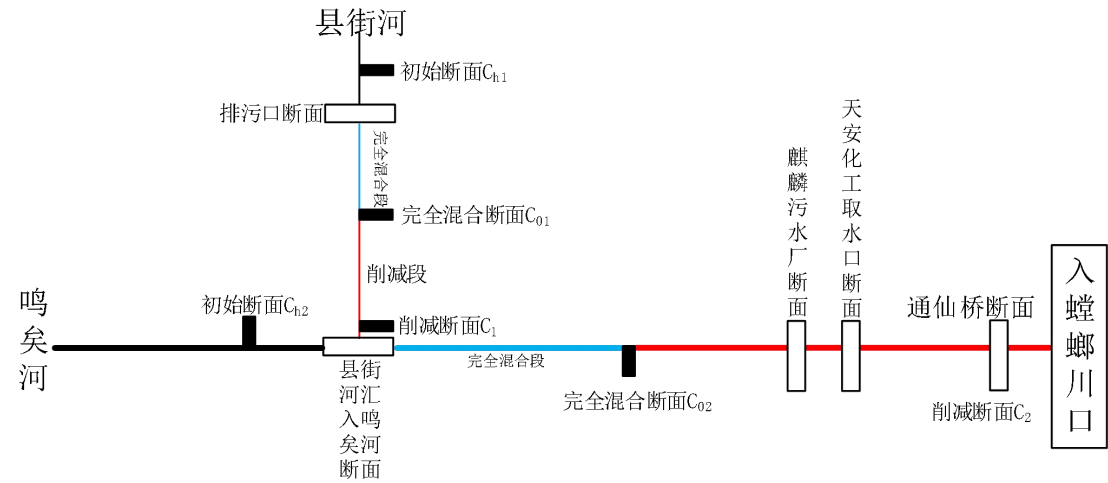 县街河
初始断面Ch1
排污口断面
完全混合段
完全混合断面C01
削减段
削减断面C1
鸣矣河
初始断面Ch2
县街河汇入鸣矣河断面
完全混合段
完全混合断面C02
麒麟污水厂断面
天安化工取水口断面
通仙桥断面
削减断面C2
入螳螂川口